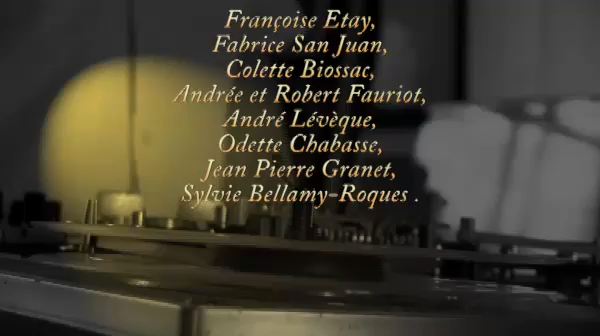 Françoise Etay,
Fabrice San Juan,
Colette Biossac,
Andrée et Robert Fauriot,
André Lévèque,
Odette Chabasse,
Jean Pierre Granet,
Sylvie Bellamy-Roques .